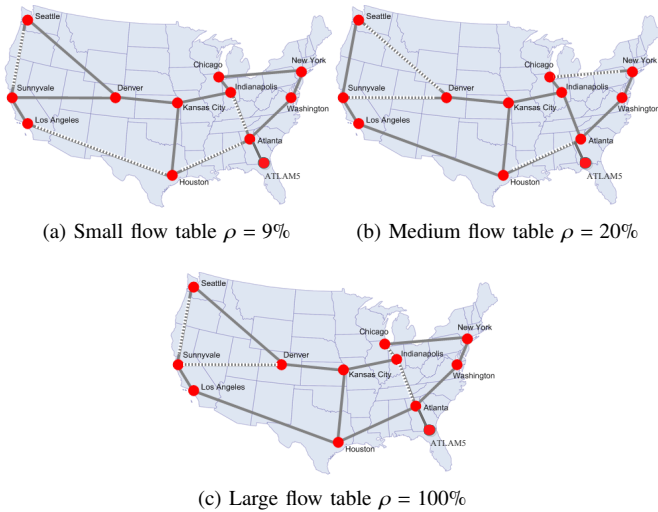 Seattle
Chicago
New York
Sunnyvale
Denver
Indianapolis
Kansas City
Washington
Los Angeles
Atlanta
Houston
ATLAM5
(a) Small flow table ρ = 9%
Seattle
Chicago
New York
Sunnyvale
Denver
Indianapolis
Kansas City
Washington
Los Angeles
Atlanta
Houston
ATLAM5
(b) Medium flow table ρ = 20%
Seattle
Chicago
New York
Sunnyvale
Denver
Indianapolis
Kansas City
Washington
Los Angeles
Atlanta
Houston
ATLAM5
(c) Large flow table ρ = 100%